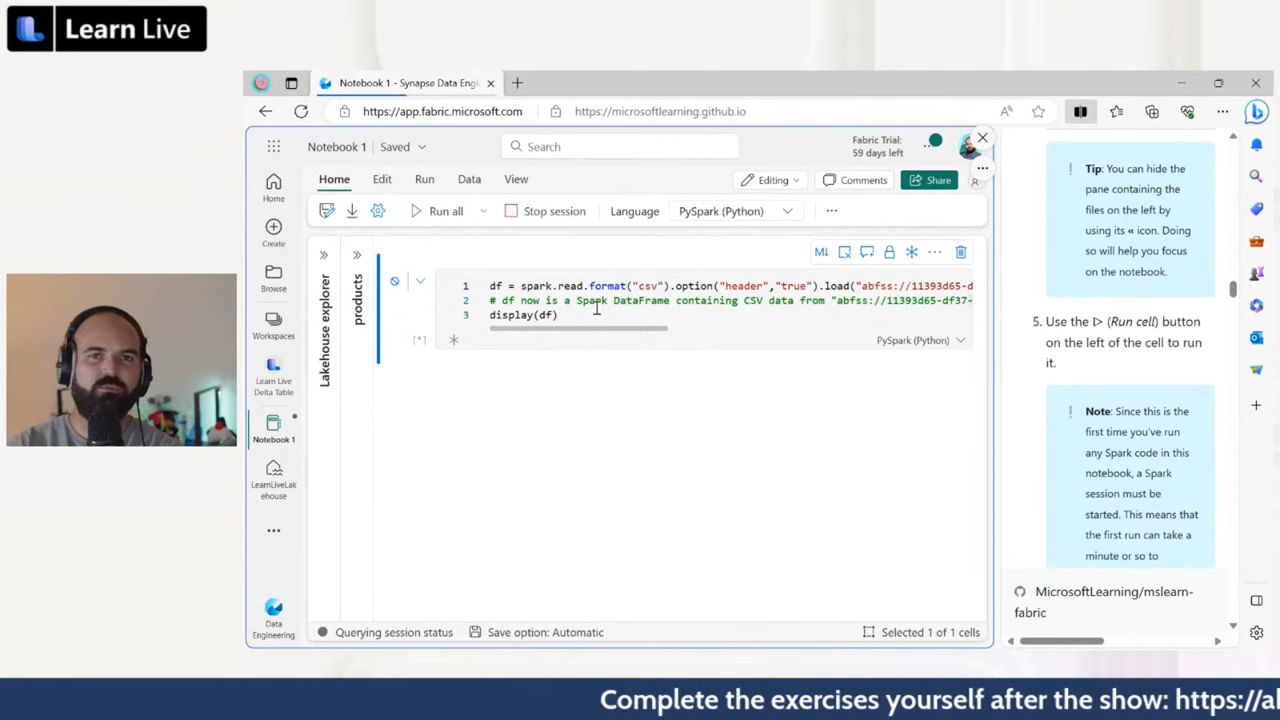 Learn Live
Notebook 1 - Synapse Data Engi
https://app.fabric.microsoft.com
https://microsoftlearning.github.io
Notebook 1
Saved
Search
Fabric Trial:
59 days left
Home
Edit
Run
Data
View
Editing
Comments
Share
Run all
Stop session
Language
PySpark (Python)
Home
Create
Browse
Workspaces
Learn Live
Delta Table
Notebook 1
LearnLiveLak
ehouse
Data
Engineering
Lakehouse explorer
products
1 df = spark.read.format("csv").option("header","true").load("abfss://11393d65-d
2 # df now is a Spark DataFrame containing CSV data from "abfss://11393d65-df37-
3 display(df)
[*]
PySpark (Python)
Querying session status
Save option: Automatic
Selected 1 of 1 cells
Tip: You can hide the
pane containing the
files on the left by
using its « icon. Doing
so will help you focus
on the notebook.
5. Use the ▷ (Run cell) button
on the left of the cell to run
it.
Note: Since this is the
first time you've run
any Spark code in this
notebook, a Spark
session must be
started. This means that
the first run can take a
minute or so to
MicrosoftLearning/mslearn-
fabric
Complete the exercises yourself after the show: https://a